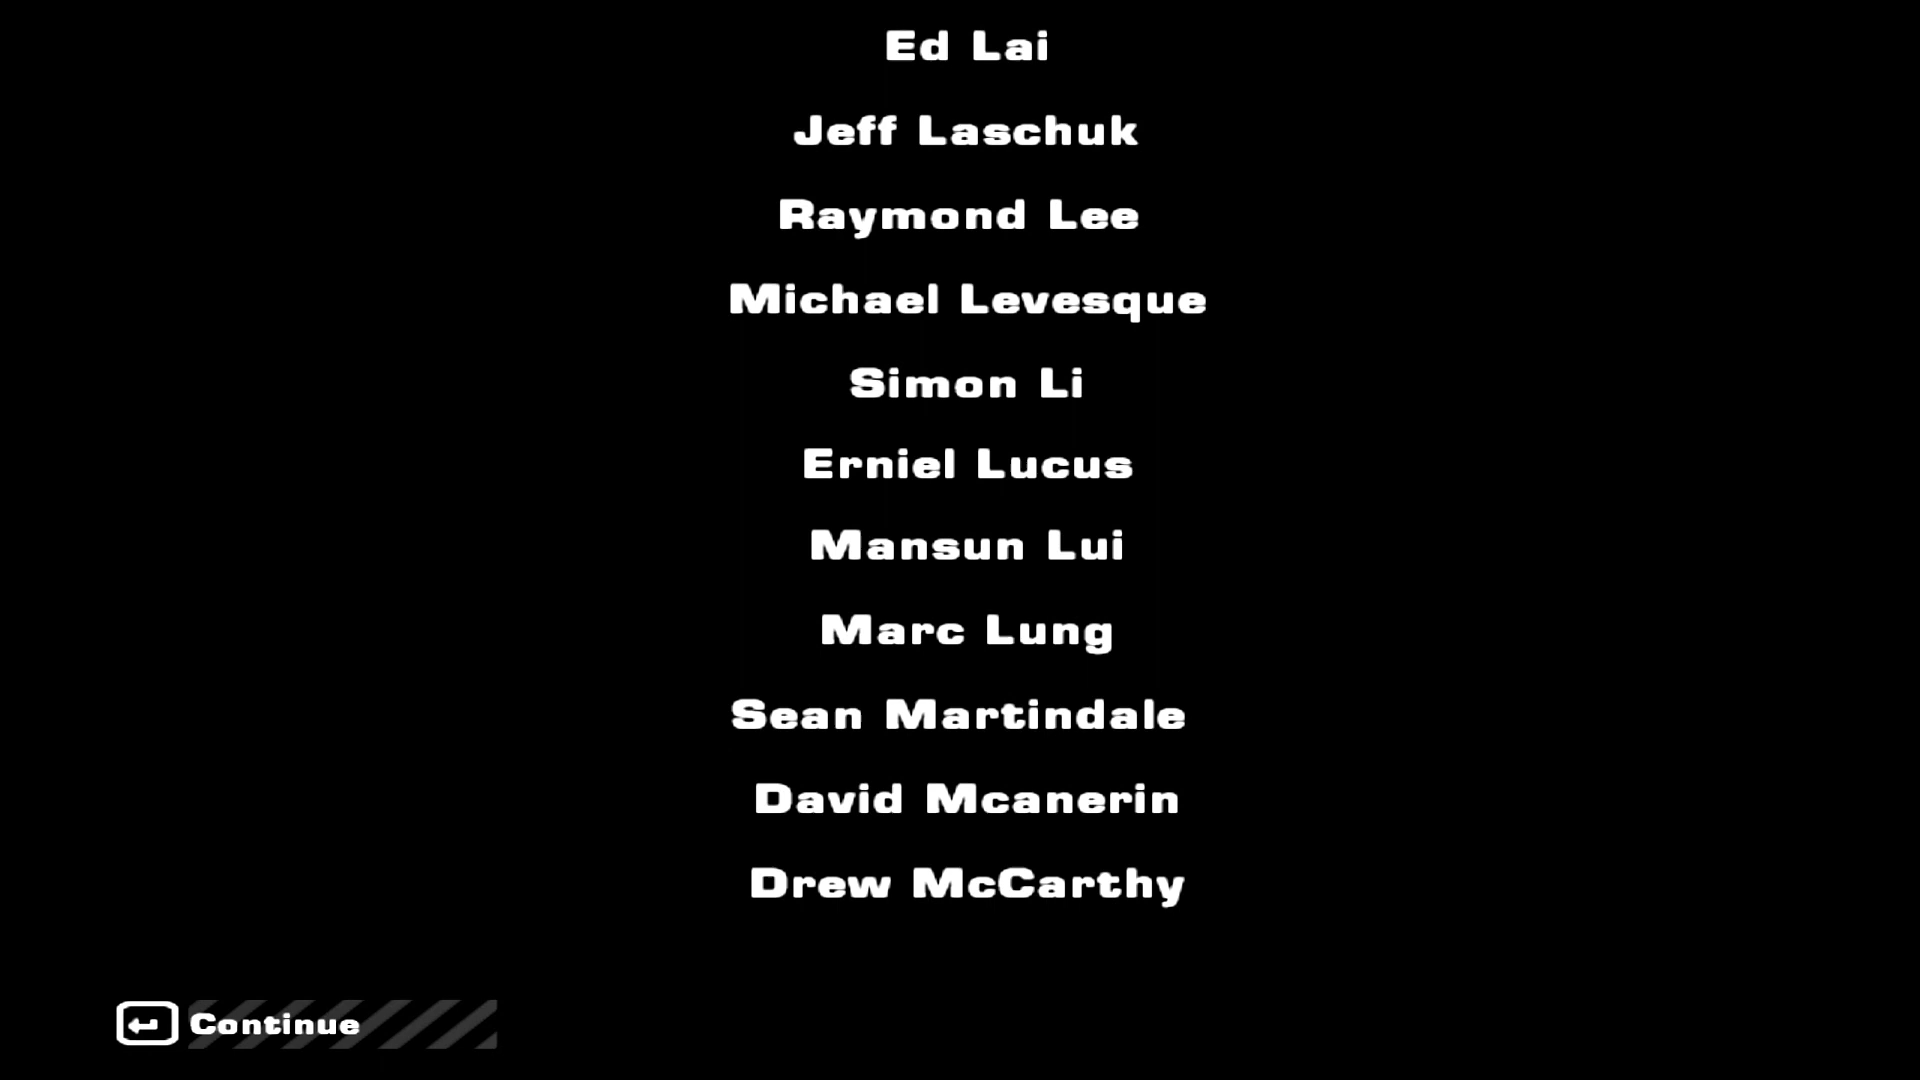 Ed Lai
Jeff Laschuk
Raymond Lee
Michael Levesque
Simon Li
Erniel Lucus
Mansun Lui
Marc Lung
Sean Martindale
David Mcanerin
Drew McCarthy
Continue